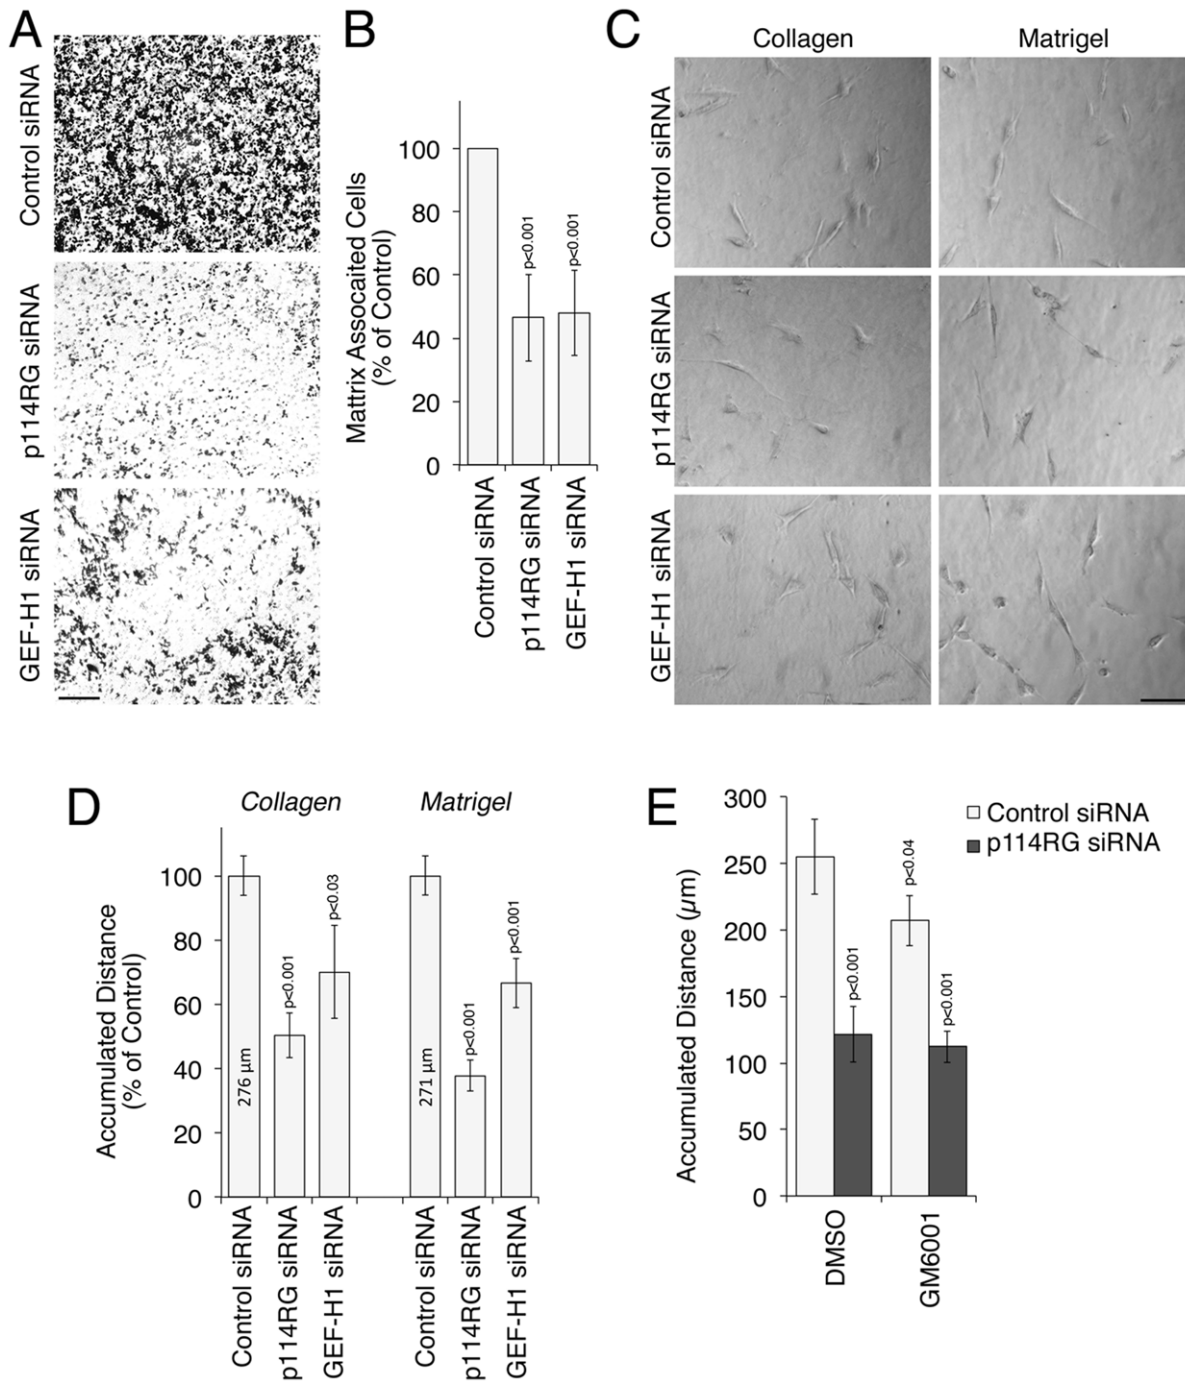 A
Control siRNA
p114RG siRNA
GEF-H1 siRNA
B
Mattrix Assocaited Cells
(% of Control)
100
80
60
40
20
0
p<0.001
p<0.001
Control siRNA
p114RG siRNA
GEF-H1 siRNA
C
Collagen
Matrigel
Control siRNA
p114RG siRNA
GEF-H1 siRNA
D
Collagen
Matrigel
Accumulated Distance
(% of Control)
100
80
60
40
20
0
276 µm
p<0.001
p<0.03
271 µm
p<0.001
p<0.001
Control siRNA
p114RG siRNA
GEF-H1 siRNA
Control siRNA
p114RG siRNA
GEF-H1 siRNA
E
Accumulated Distance (µm)
300
250
200
150
100
50
0
Control siRNA
p114RG siRNA
p<0.001
p<0.04
p<0.001
DMSO
GM6001